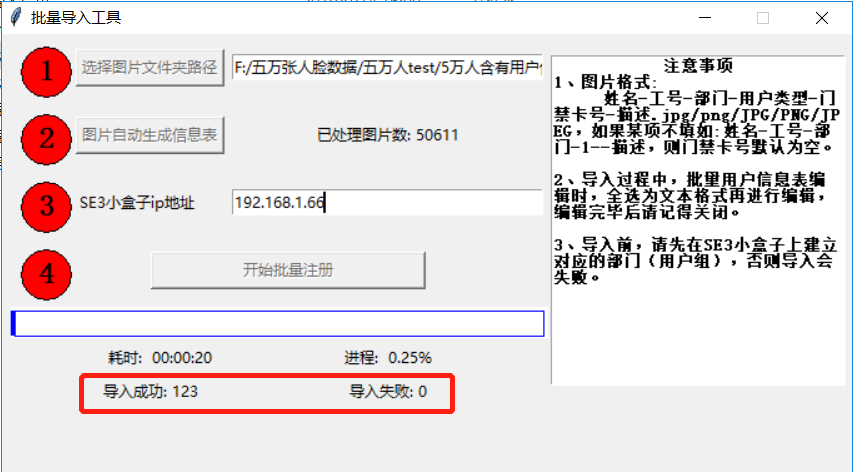 批量导入工具
1 选择图片文件夹路径 F:/五万张人脸数据/五万人test/5万人含有用户
2 图片自动生成信息表 已处理图片数: 50611
3 SE3小盒子ip地址 192.168.1.66
4 开始批量注册
耗时: 00:00:20 进程: 0.25%
导入成功: 123 导入失败: 0
注意事项
1、图片格式:
姓名-工号-部门-用户类型-门
禁卡号-描述.jpg/png/JPG/PNG/JP
EG，如果某项不填如:姓名-工号-部
门-1--描述，则门禁卡号默认为空。
2、导入过程中，批量用户信息表编
辑时，全选为文本格式再进行编辑，
编辑完毕后请记得关闭。
3、导入前，请先在SE3小盒子上建立
对应的部门（用户组），否则导入会
失败。